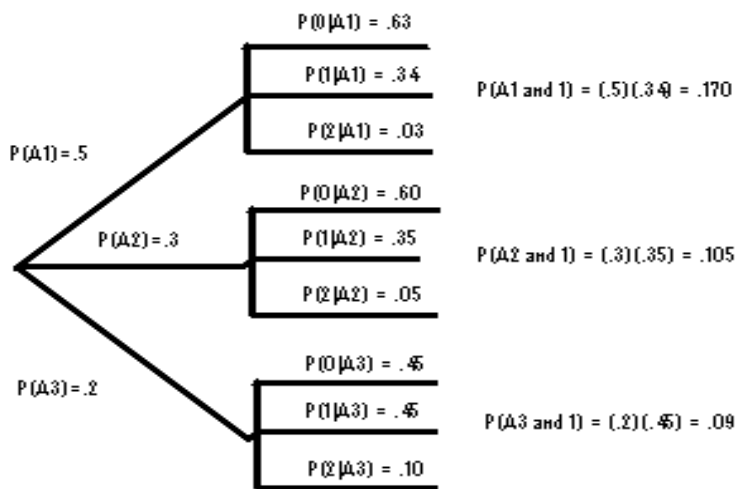 P(0|A1) = .63
P(1|A1) = .34
P(A1 and 1) = (.5)(.34) = .170
P(2|A1) = .03
P(A1)=.5
P(0|A2) = .60
P(A2)=.3
P(1|A2) = .35
P(A2 and 1) = (.3)(.35) = .105
P(2|A2) = .05
P(0|A3) = .45
P(A3)=.2
P(1|A3) = .45
P(A3 and 1) = (.2)(.45) = .09
P(2|A3) = .10